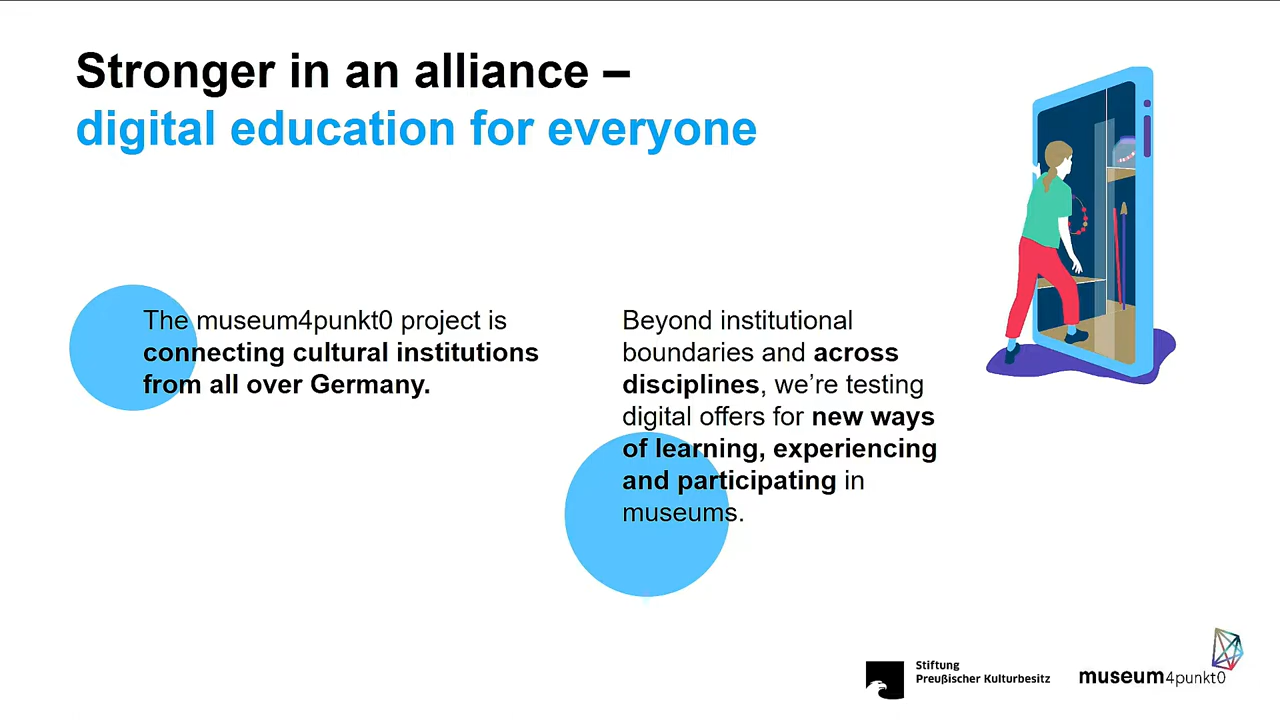 Stronger in an alliance –
digital education for everyone
The museum4punkt0 project is
connecting cultural institutions
from all over Germany.
Beyond institutional
boundaries and across
disciplines, we’re testing
digital offers for new ways
of learning, experiencing
and participating in
museums.
Stiftung
Preußischer Kulturbesitz
museum4punkt0